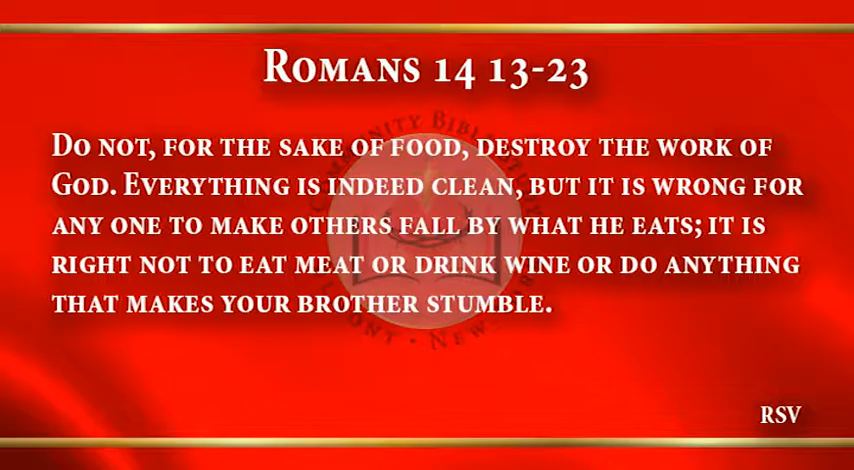 Romans 14 13-23
Do not, for the sake of food, destroy the work of
God. Everything is indeed clean, but it is wrong for
any one to make others fall by what he eats; it is
right not to eat meat or drink wine or do anything
that makes your brother stumble.
Community Bible
RSV